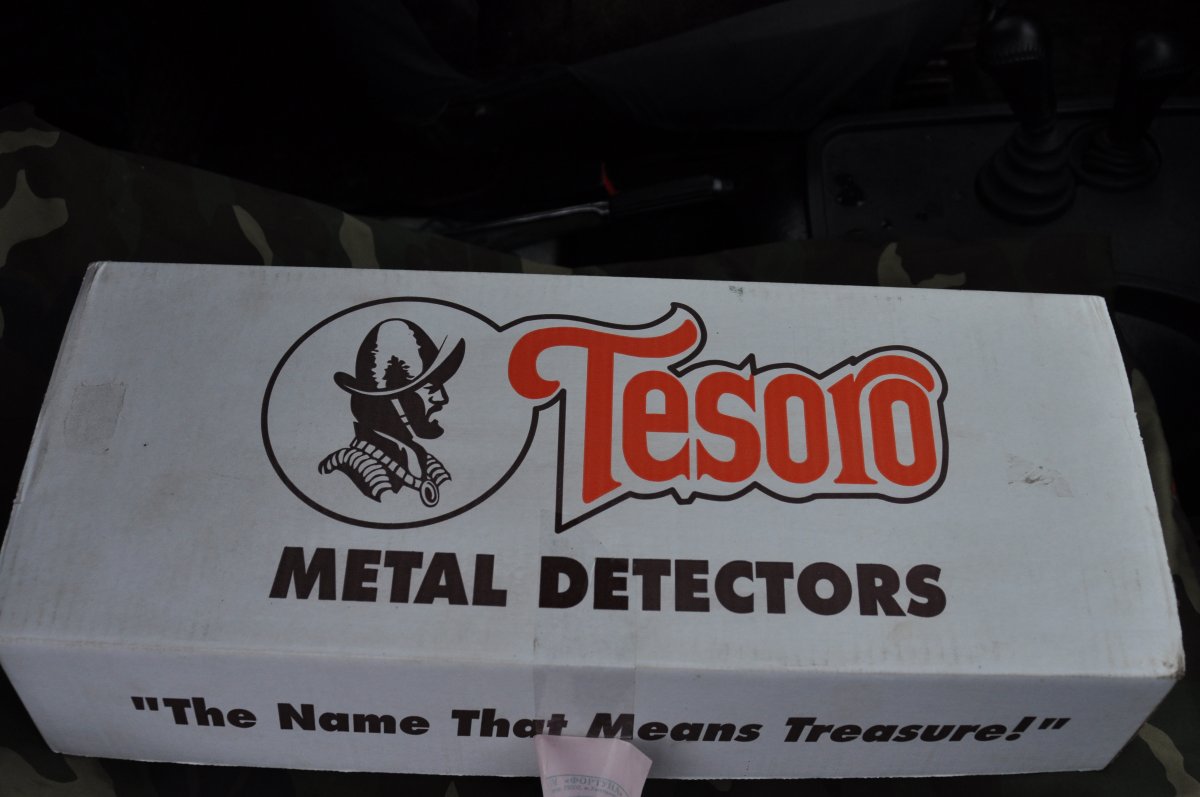 Tesoro
METAL DETECTORS
"The Name That Means Treasure!"